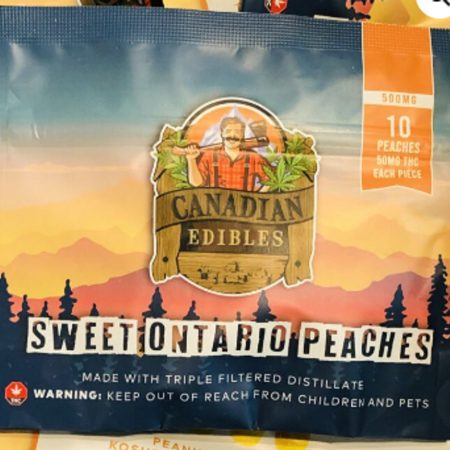 500MG
10
PEACHES
50MG THC
EACH PIECE
CANADIAN
EDIBLES
SWEET ONTARIO PEACHES
MADE WITH TRIPLE FILTERED DISTILLATE
THC
WARNING: KEEP OUT OF REACH FROM CHILDREN AND PETS